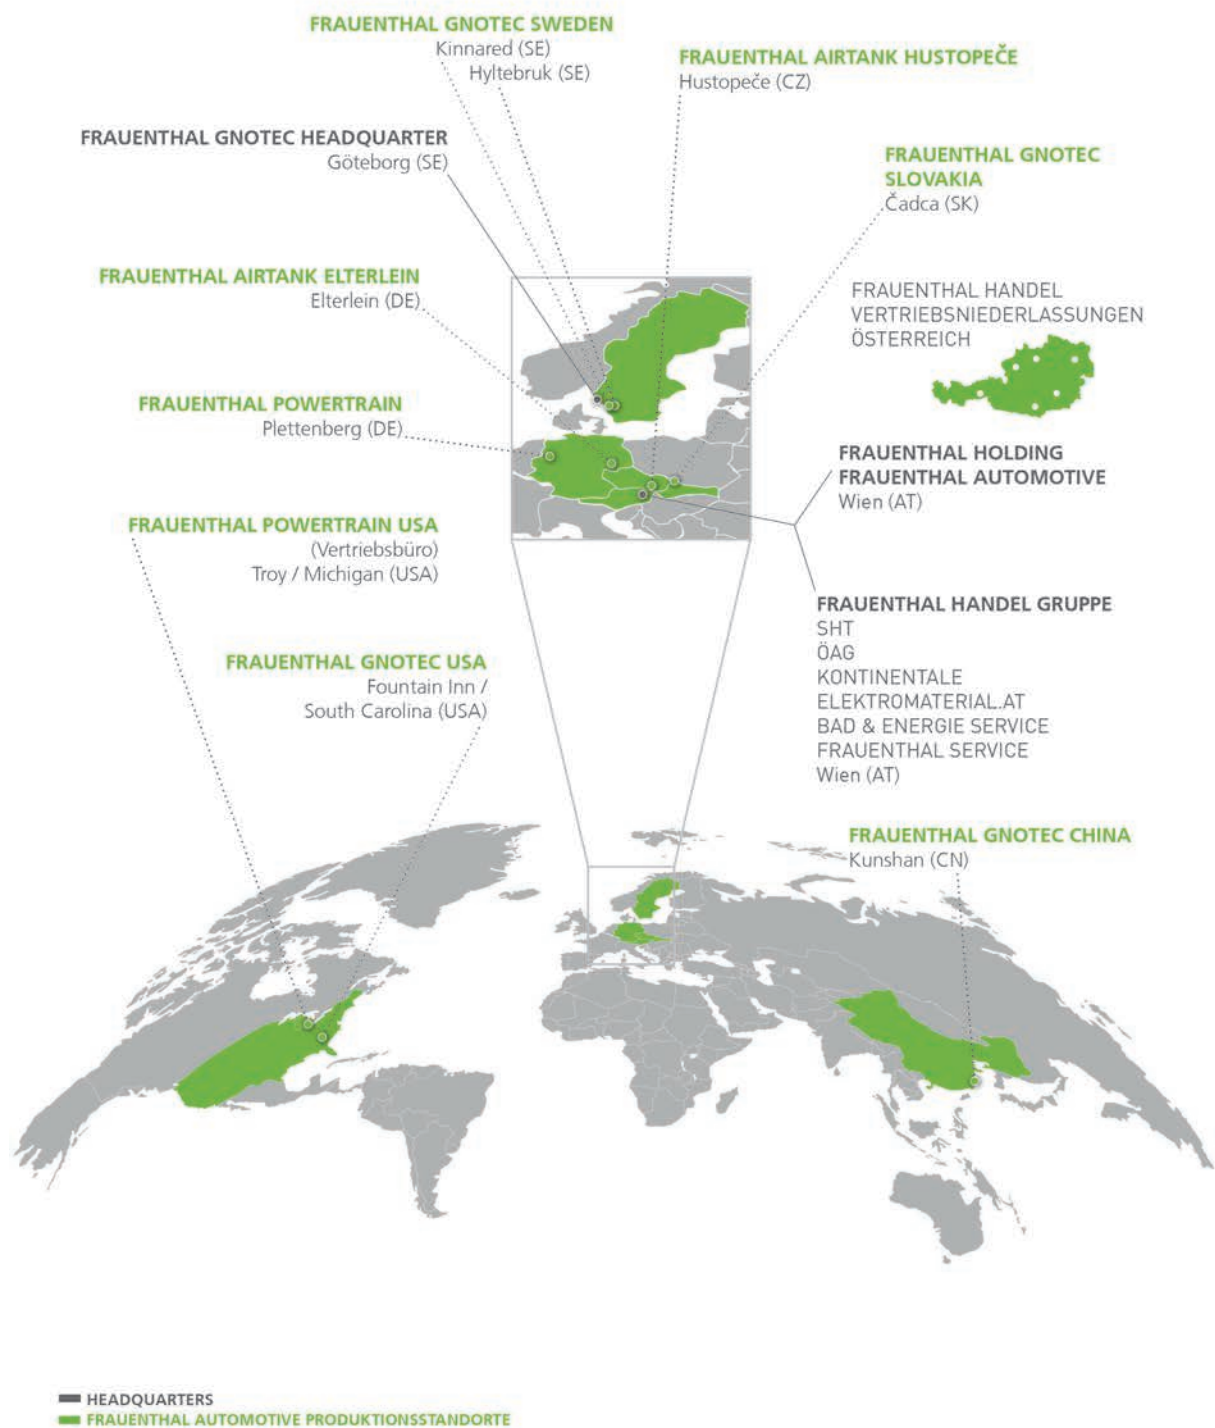 FRAUENTHAL GNOTEC SWEDEN
Kinnared (SE)
Hyltebruk (SE)
FRAUENTHAL AIRTANK HUSTOPEČE
Hustopeče (CZ)
FRAUENTHAL GNOTEC HEADQUARTER
Göteborg (SE)
FRAUENTHAL GNOTEC
SLOVAKIA
Čadca (SK)
FRAUENTHAL AIRTANK ELTERLEIN
Elterlein (DE)
FRAUENTHAL HANDEL
VERTRIEBSNIEDERLASSUNGEN
ÖSTERREICH
FRAUENTHAL POWERTRAIN
Plettenberg (DE)
FRAUENTHAL HOLDING
FRAUENTHAL AUTOMOTIVE
Wien (AT)
FRAUENTHAL POWERTRAIN USA
(Vertriebsbüro)
Troy / Michigan (USA)
FRAUENTHAL HANDEL GRUPPE
SHT
ÖAG
KONTINENTALE
ELEKTROMATERIAL.AT
BAD & ENERGIE SERVICE
FRAUENTHAL SERVICE
Wien (AT)
FRAUENTHAL GNOTEC USA
Fountain Inn /
South Carolina (USA)
FRAUENTHAL GNOTEC CHINA
Kunshan (CN)
HEADQUARTERS
FRAUENTHAL AUTOMOTIVE PRODUKTIONSSTANDORTE